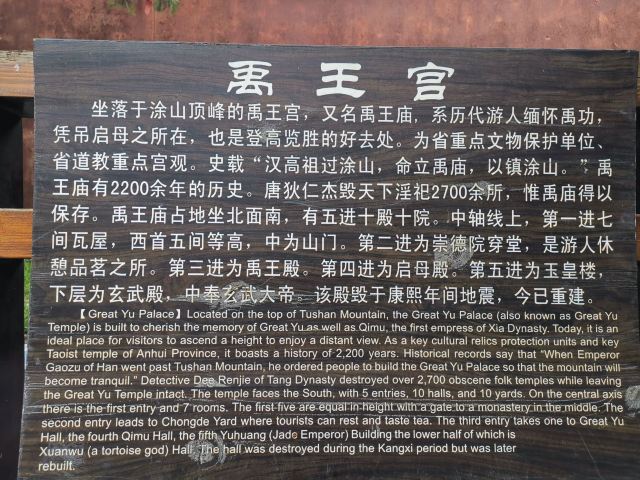 禹王宫
坐落于涂山顶峰的禹王宫，又名禹王庙，系历代游人缅怀禹功，
凭吊启母之所在，也是登高览胜的好去处。为省重点文物保护单位、
省道教重点宫观。史载“汉高祖过涂山，命立禹庙，以镇涂山。”禹
王庙有2200余年的历史。唐狄仁杰毁天下淫祀2700余所，惟禹庙得以
保存。禹王庙占地坐北面南，有五进十殿十院。中轴线上，第一进七
间瓦屋，西首五间等高，中为山门。第二进为崇德院穿堂，是游人休
憩品茗之所。第三进为禹王殿。第四进为启母殿。第五进为玉皇楼，
下层为玄武殿，中奉玄武大帝。该殿毁于康熙年间地震，今已重建。
【Great Yu Palace】Located on the top of Tushan Mountain, the Great Yu Palace (also known as Great Yu
Temple) is built to cherish the memory of Great Yu as well as Qimu, the first empress of Xia Dynasty. Today, it is an
ideal place for visitors to ascend a height to enjoy a distant view. As a key cultural relics protection units and key
Taoist temple of Anhui Province, it boasts a history of 2,200 years. Historical records say that “When Emperor
Gaozu of Han went past Tushan Mountain, he ordered people to build the Great Yu Palace so that the mountain will
become tranquil.” Detective Dee Renjie of Tang Dynasty destroyed over 2,700 obscene folk temples while leaving
the Great Yu Temple intact. The temple faces the South, with 5 entries, 10 halls, and 10 yards. On the central axis
there is the first entry and 7 rooms. The first five are equal in height with a gate to a monastery in the middle. The
second entry leads to Chongde Yard where tourists can rest and taste tea. The third entry takes one to Great Yu
Hall, the fourth Qimu Hall, the fifth Yuhuang (Jade Emperor) Building the lower half of which is
Xuanwu (a tortoise god) Hall. The hall was destroyed during the Kangxi period but was later
rebuilt.